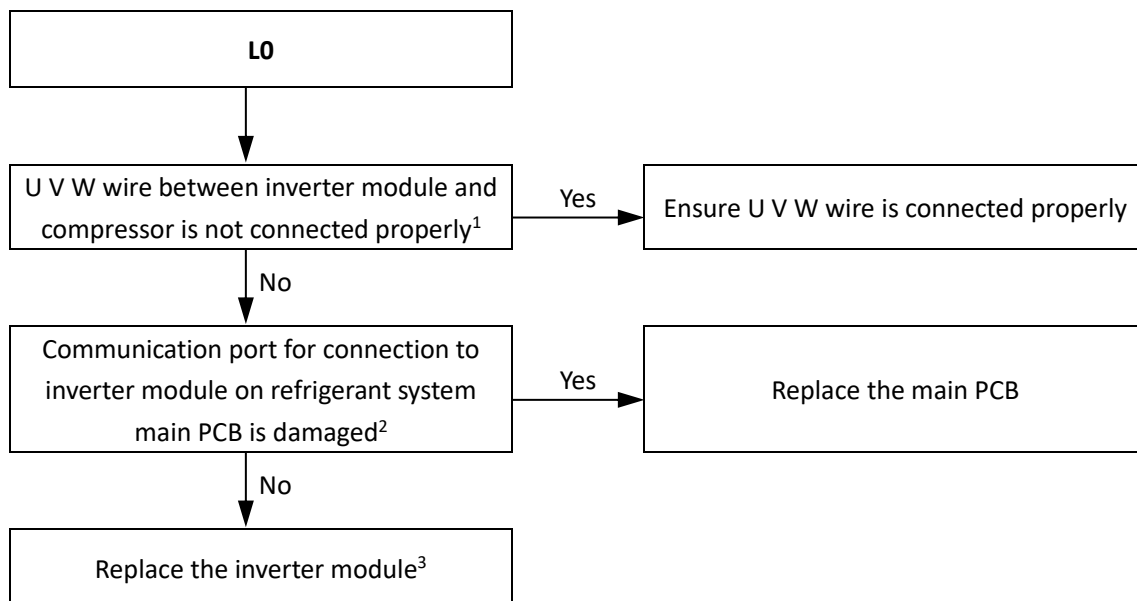 L0
U V W wire between inverter module and
compressor is not connected properly¹
Yes
Ensure U V W wire is connected properly
No
Communication port for connection to
inverter module on refrigerant system
main PCB is damaged²
Yes
Replace the main PCB
No
Replace the inverter module³